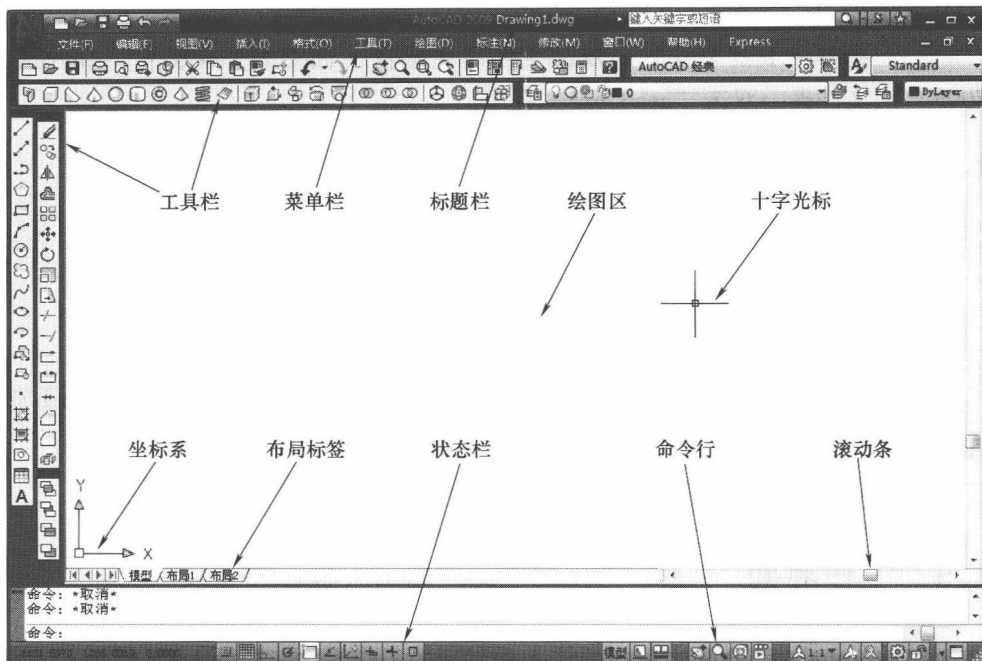 AutoCAD 2009 Drawing1.dwg 键入关键字或短语
文件(F) 编辑(E) 视图(V) 插入(I) 格式(O) 工具(T) 绘图(D) 标注(N) 修改(M) 窗口(W) 帮助(H) Express
AutoCAD 经典 Standard
0 ByLayer
工具栏 菜单栏 标题栏 绘图区 十字光标
坐标系 布局标签 状态栏 命令行 滚动条
A
Y
X
模型 布局1 布局2
命令: *取消*
命令: *取消*
命令:
模型 1:1